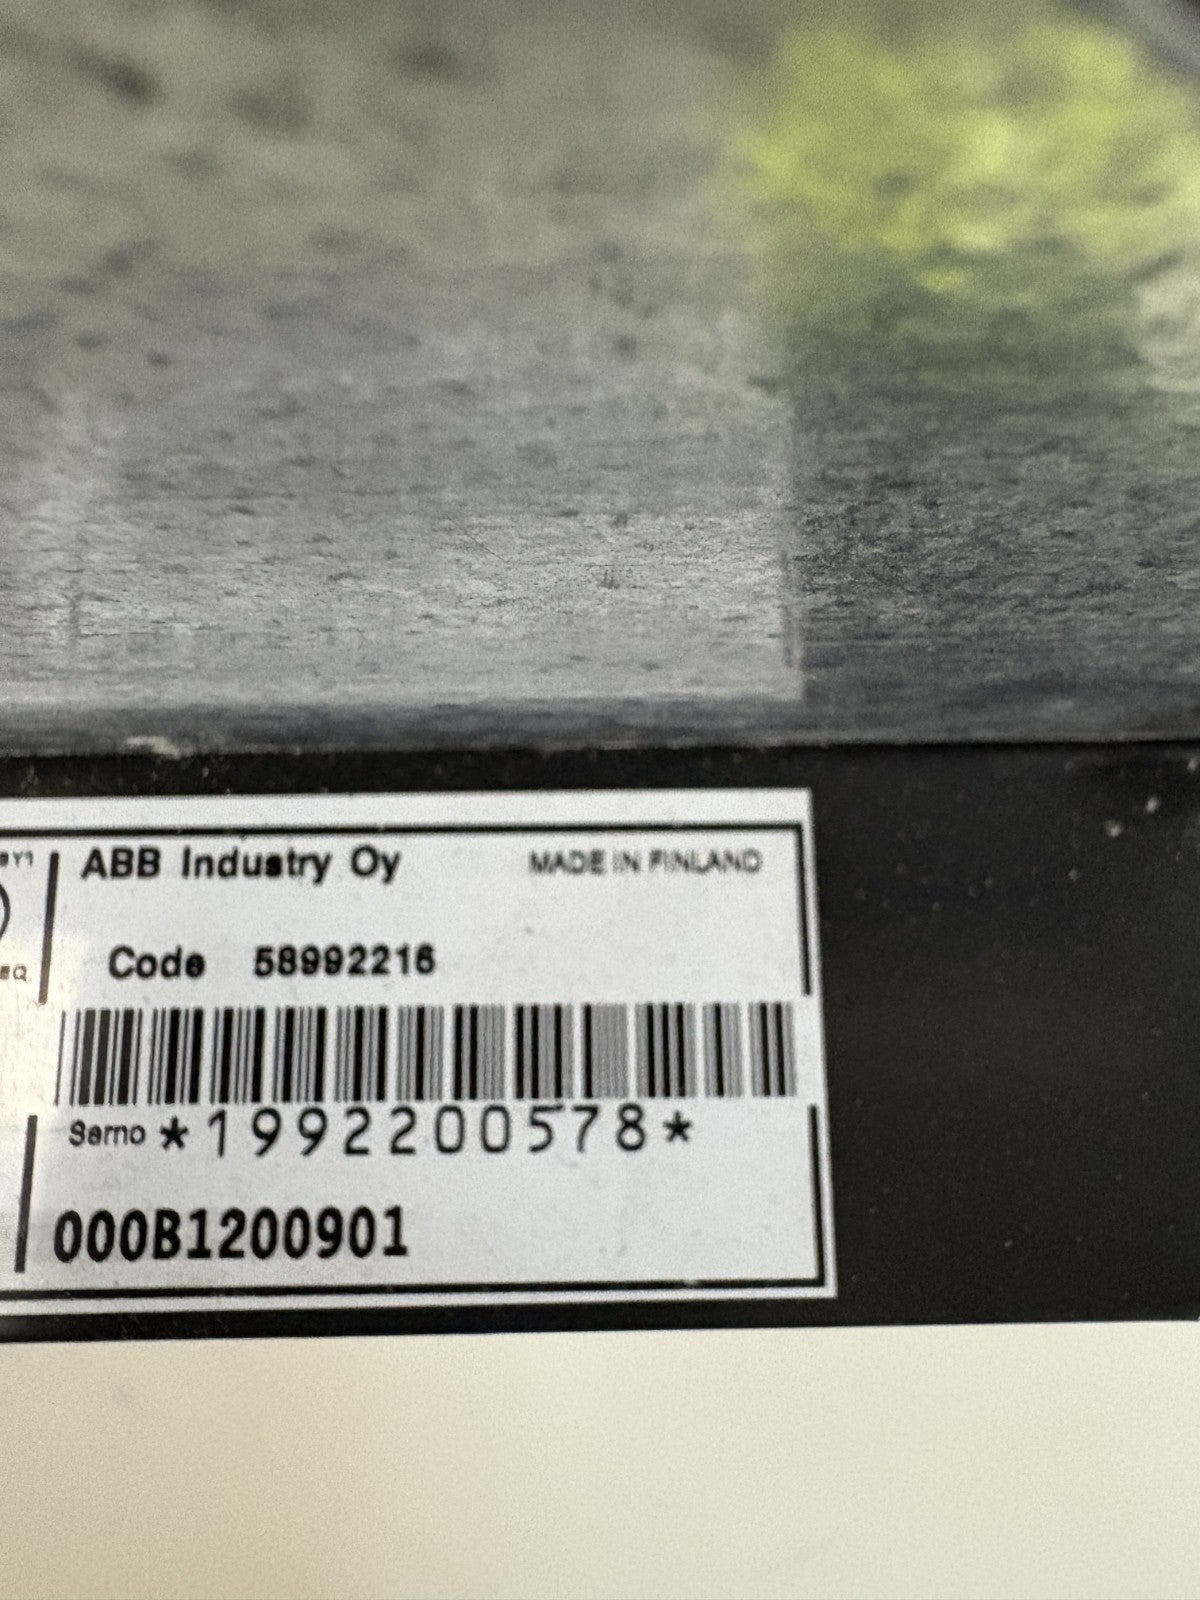 ABB Industry Oy
MADE IN FINLAND
Code 58992216
Serno *1992200578*
000B1200901